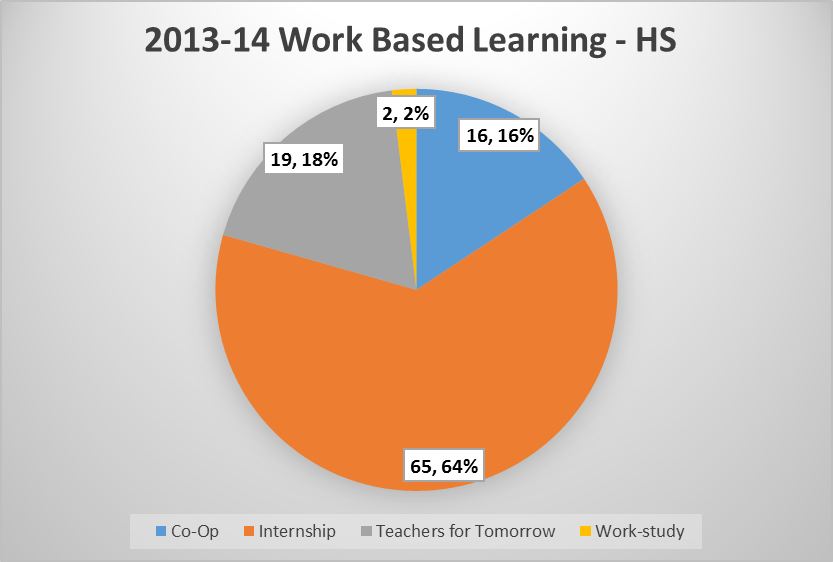 2013-14 Work Based Learning - HS
2, 2%
16, 16%
19, 18%
65, 64%
Co-Op Internship Teachers for Tomorrow Work-study